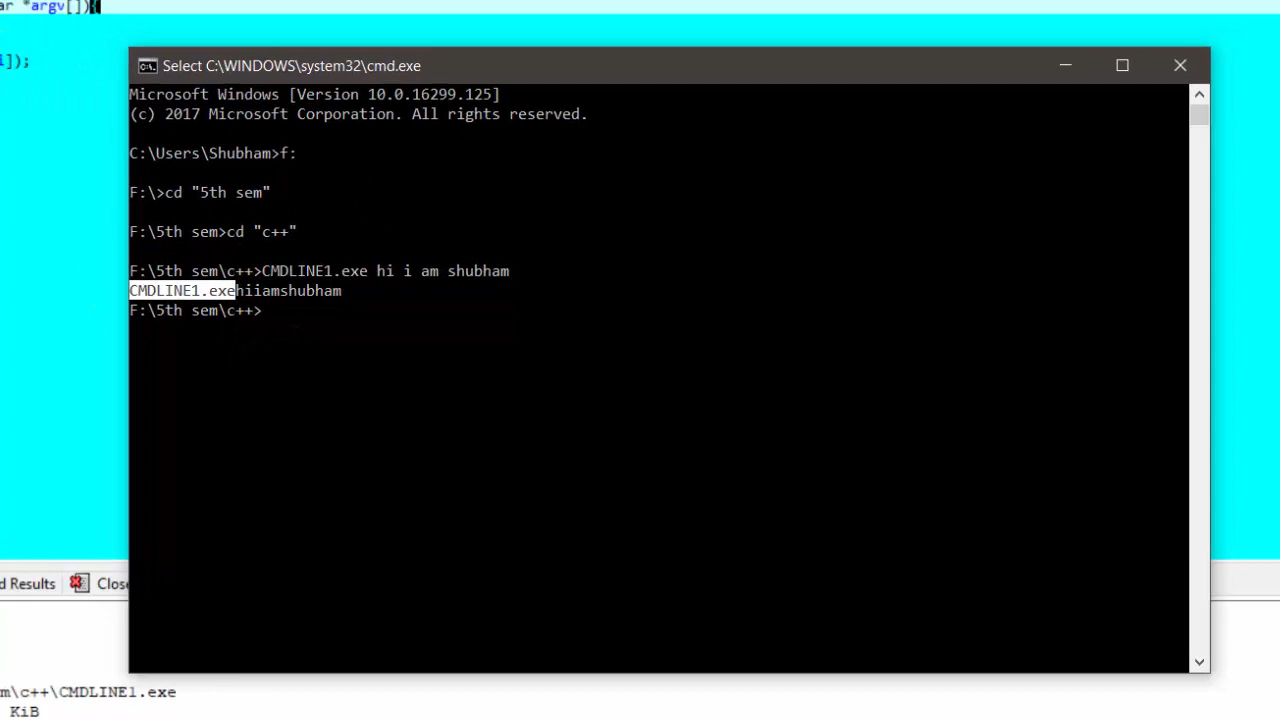 ar *argv[]){
i]);
Select C:\WINDOWS\system32\cmd.exe
Microsoft Windows [Version 10.0.16299.125]
(c) 2017 Microsoft Corporation. All rights reserved.
C:\Users\Shubham>f:
F:\>cd "5th sem"
F:\5th sem>cd "c++"
F:\5th sem\c++>CMDLINE1.exe hi i am shubham
CMDLINE1.exehiiamshubham
F:\5th sem\c++>
d Results Close
m\c++\CMDLINE1.exe
KiB